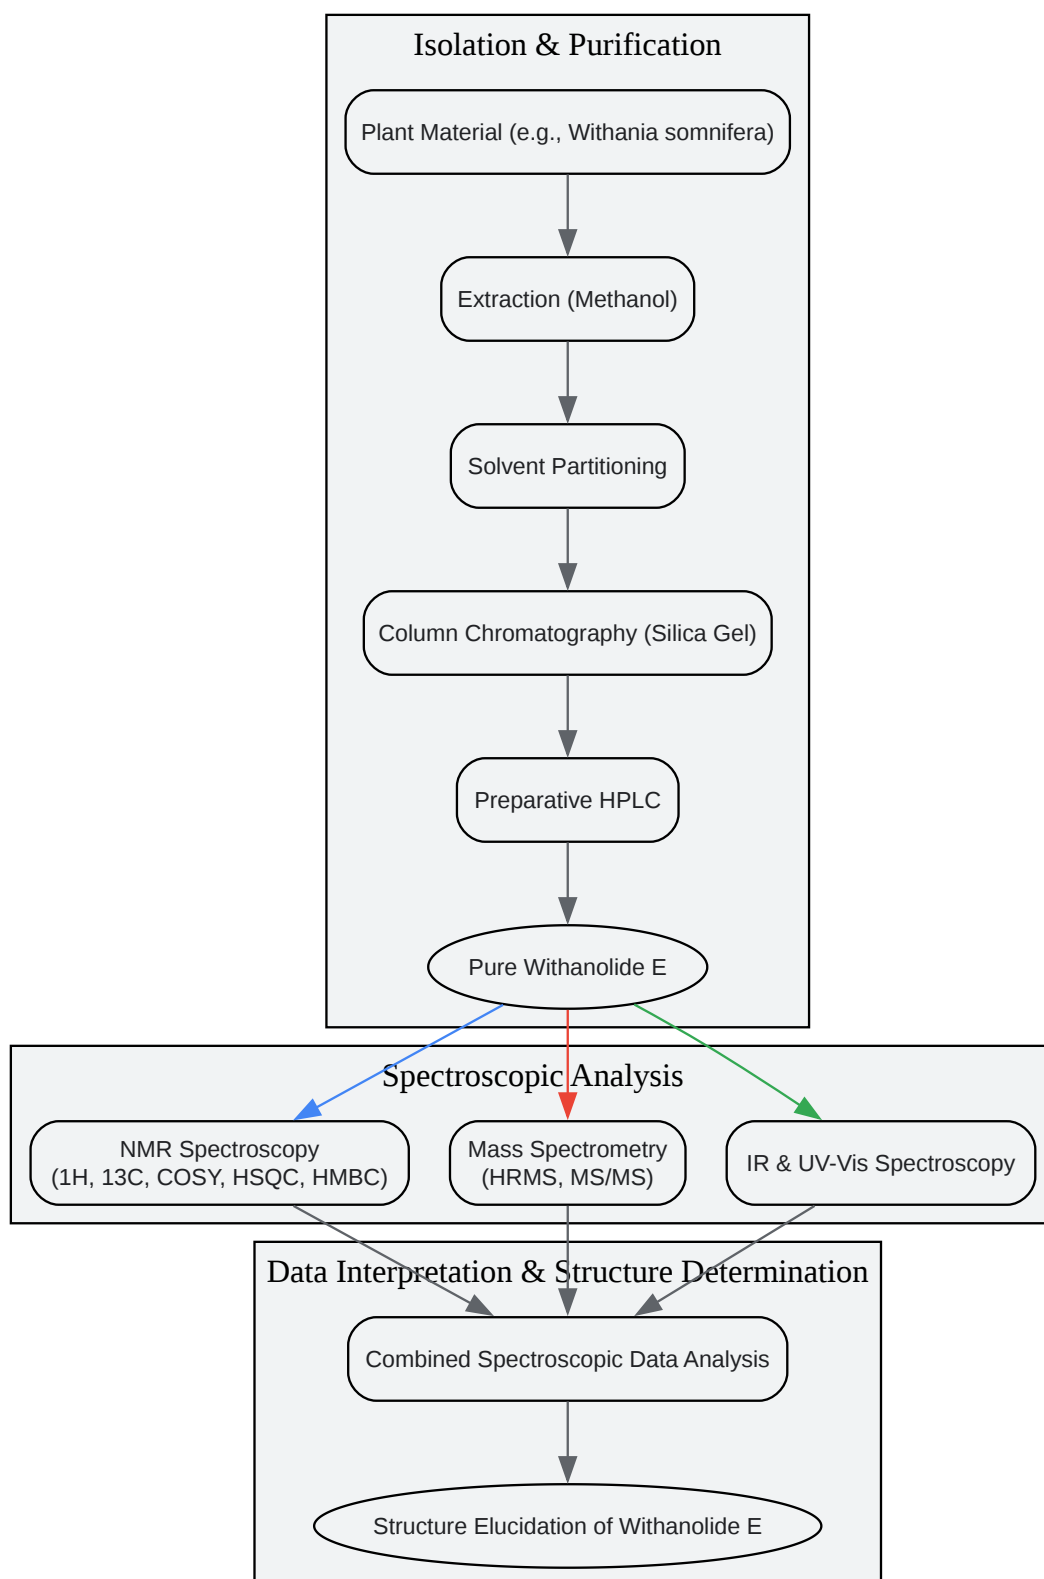 Isolation & Purification
Plant Material (e.g., Withania somnifera)
Extraction (Methanol)
Solvent Partitioning
Column Chromatography (Silica Gel)
Preparative HPLC
Pure Withanolide E
Spectroscopic Analysis
NMR Spectroscopy
(1H, 13C, COSY, HSQC, HMBC)
Mass Spectrometry
(HRMS, MS/MS)
IR & UV-Vis Spectroscopy
Data Interpretation & Structure Determination
Combined Spectroscopic Data Analysis
Structure Elucidation of Withanolide E